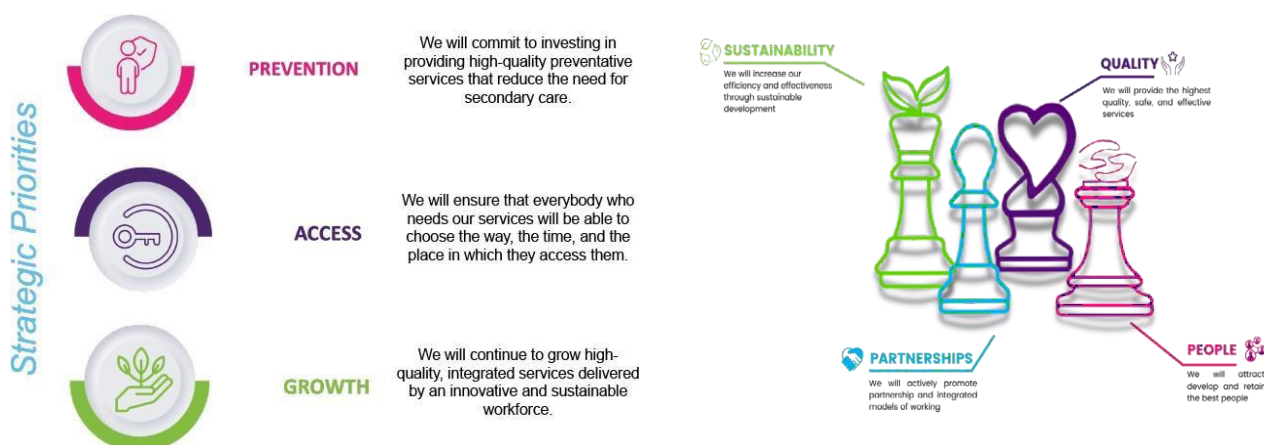 Strategic Priorities
PREVENTION
We will commit to investing in
providing high-quality preventative
services that reduce the need for
secondary care.
ACCESS
We will ensure that everybody who
needs our services will be able to
choose the way, the time, and the
place in which they access them.
GROWTH
We will continue to grow high-
quality, integrated services delivered
by an innovative and sustainable
workforce.
SUSTAINABILITY
We will increase our
efficiency and effectiveness
through sustainable
development
QUALITY
We will provide the highest
quality, safe, and effective
services
PARTNERSHIPS
We will actively promote
partnership and integrated
models of working
PEOPLE
We will attract
develop and retain
the best people